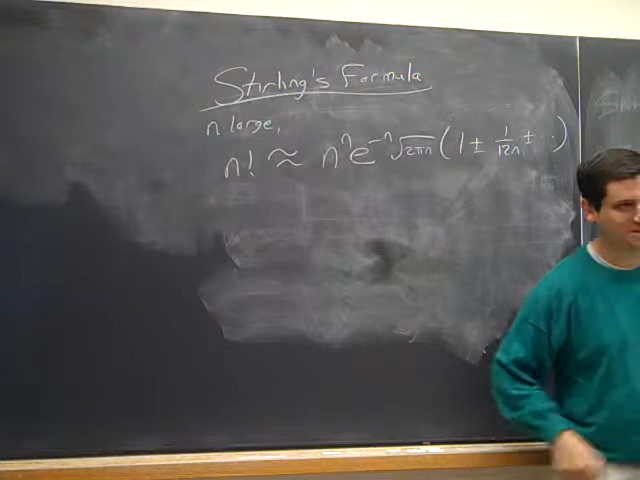 Stirling's Formula
n large,
n! ≈ nⁿe⁻ⁿ√2πn (1 ± 1/12n ± ...)